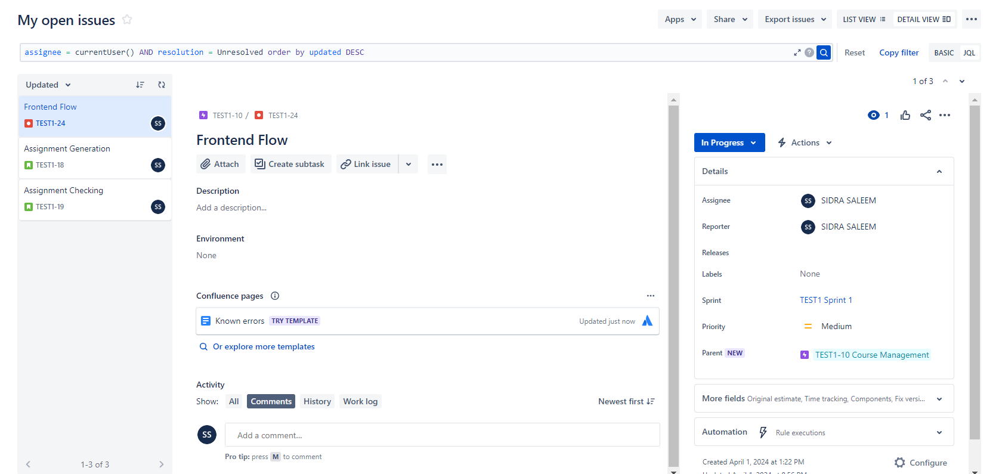 My open issues
Apps
Share
Export issues
LIST VIEW
DETAIL VIEW
assignee = currentUser() AND resolution = Unresolved order by updated DESC
?
Reset
Copy filter
BASIC
JQL
Updated
1 of 3
Frontend Flow
TEST1-24
SS
Assignment Generation
TEST1-18
SS
Assignment Checking
TEST1-19
SS
1-3 of 3
TEST1-10 / TEST1-24
Frontend Flow
Attach
Create subtask
Link issue
Description
Add a description...
Environment
None
Confluence pages
Known errors TRY TEMPLATE
Updated just now
Or explore more templates
Activity
Show: All Comments History Work log
Newest first
SS
Add a comment...
Pro tip: press M to comment
1
In Progress
Actions
Details
Assignee
SS SIDRA SALEEM
Reporter
SS SIDRA SALEEM
Releases
Labels
None
Sprint
TEST1 Sprint 1
Priority
Medium
Parent NEW
TEST1-10 Course Management
More fields Original estimate, Time tracking, Components, Fix versi...
Automation Rule executions
Created April 1, 2024 at 1:22 PM
Configure